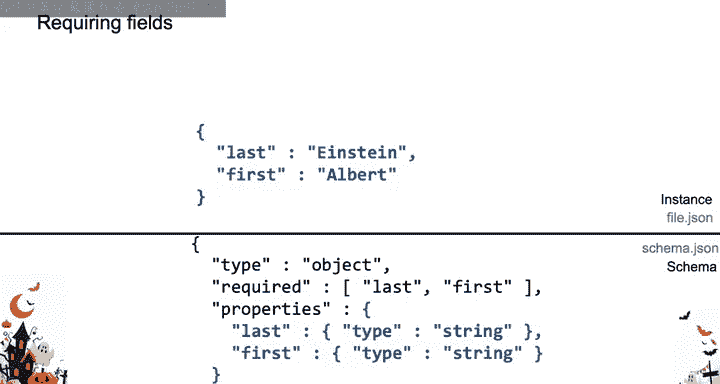 Requiring fields
{
"last" : "Einstein",
"first" : "Albert"
}
Instance
file.json
schema.json
Schema
{
"type" : "object",
"required" : [ "last", "first" ],
"properties" : {
"last" : { "type" : "string" },
"first" : { "type" : "string" }
}